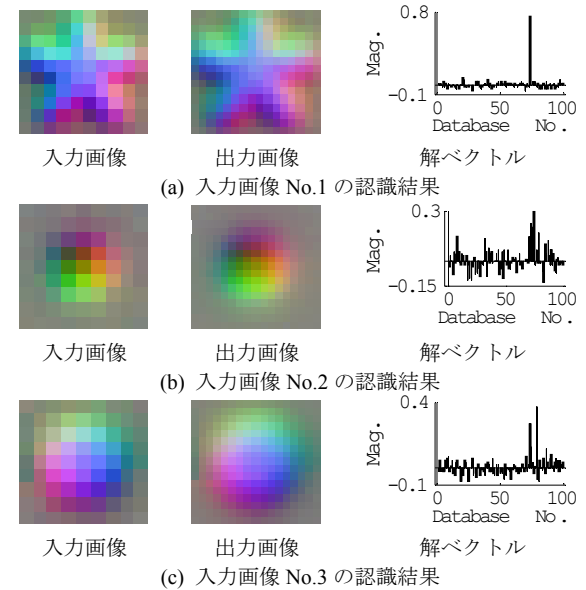 0.8
Mag.
−0.1
0 50 100
Database No.
入力画像 出力画像 解ベクトル
(a) 入力画像 No.1 の認識結果
0.3
Mag.
−0.15
0 50 100
Database No.
入力画像 出力画像 解ベクトル
(b) 入力画像 No.2 の認識結果
0.4
Mag.
−0.1
0 50 100
Database No.
入力画像 出力画像 解ベクトル
(c) 入力画像 No.3 の認識結果